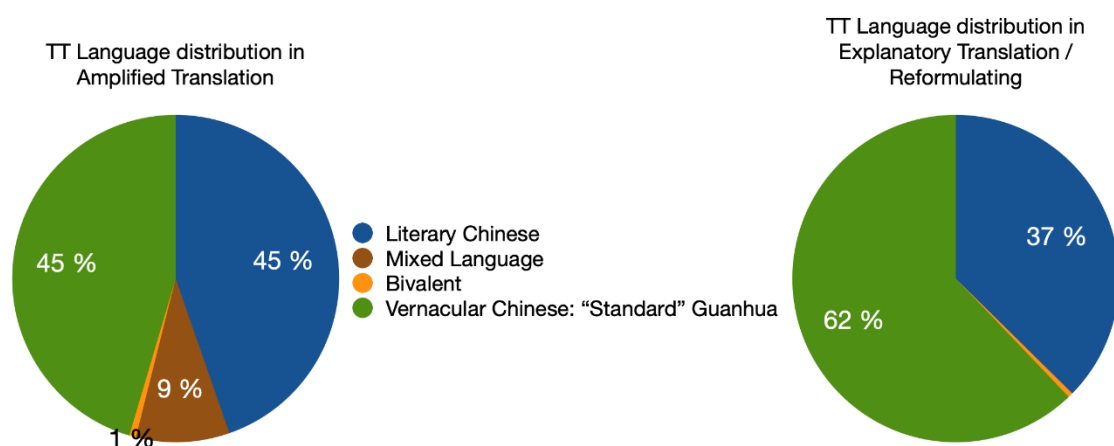 TT Language distribution in
Amplified Translation
45 %
45 %
9 %
1 %
Literary Chinese
Mixed Language
Bivalent
Vernacular Chinese: “Standard” Guanhua
TT Language distribution in
Explanatory Translation /
Reformulating
37 %
62 %